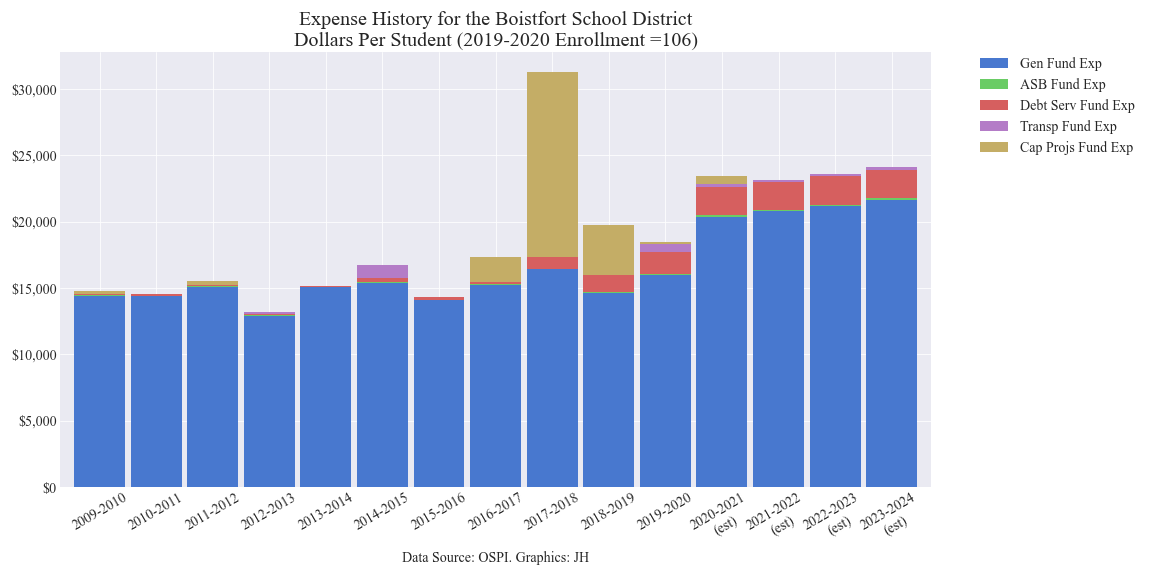 Expense History for the Boistfort School District
Dollars Per Student (2019-2020 Enrollment =106)
Gen Fund Exp
ASB Fund Exp
Debt Serv Fund Exp
Transp Fund Exp
Cap Projs Fund Exp
$30,000
$25,000
$20,000
$15,000
$10,000
$5,000
$0
2009-2010
2010-2011
2011-2012
2012-2013
2013-2014
2014-2015
2015-2016
2016-2017
2017-2018
2018-2019
2019-2020
2020-2021
(est)
2021-2022
(est)
2022-2023
(est)
2023-2024
(est)
Data Source: OSPI. Graphics: JH